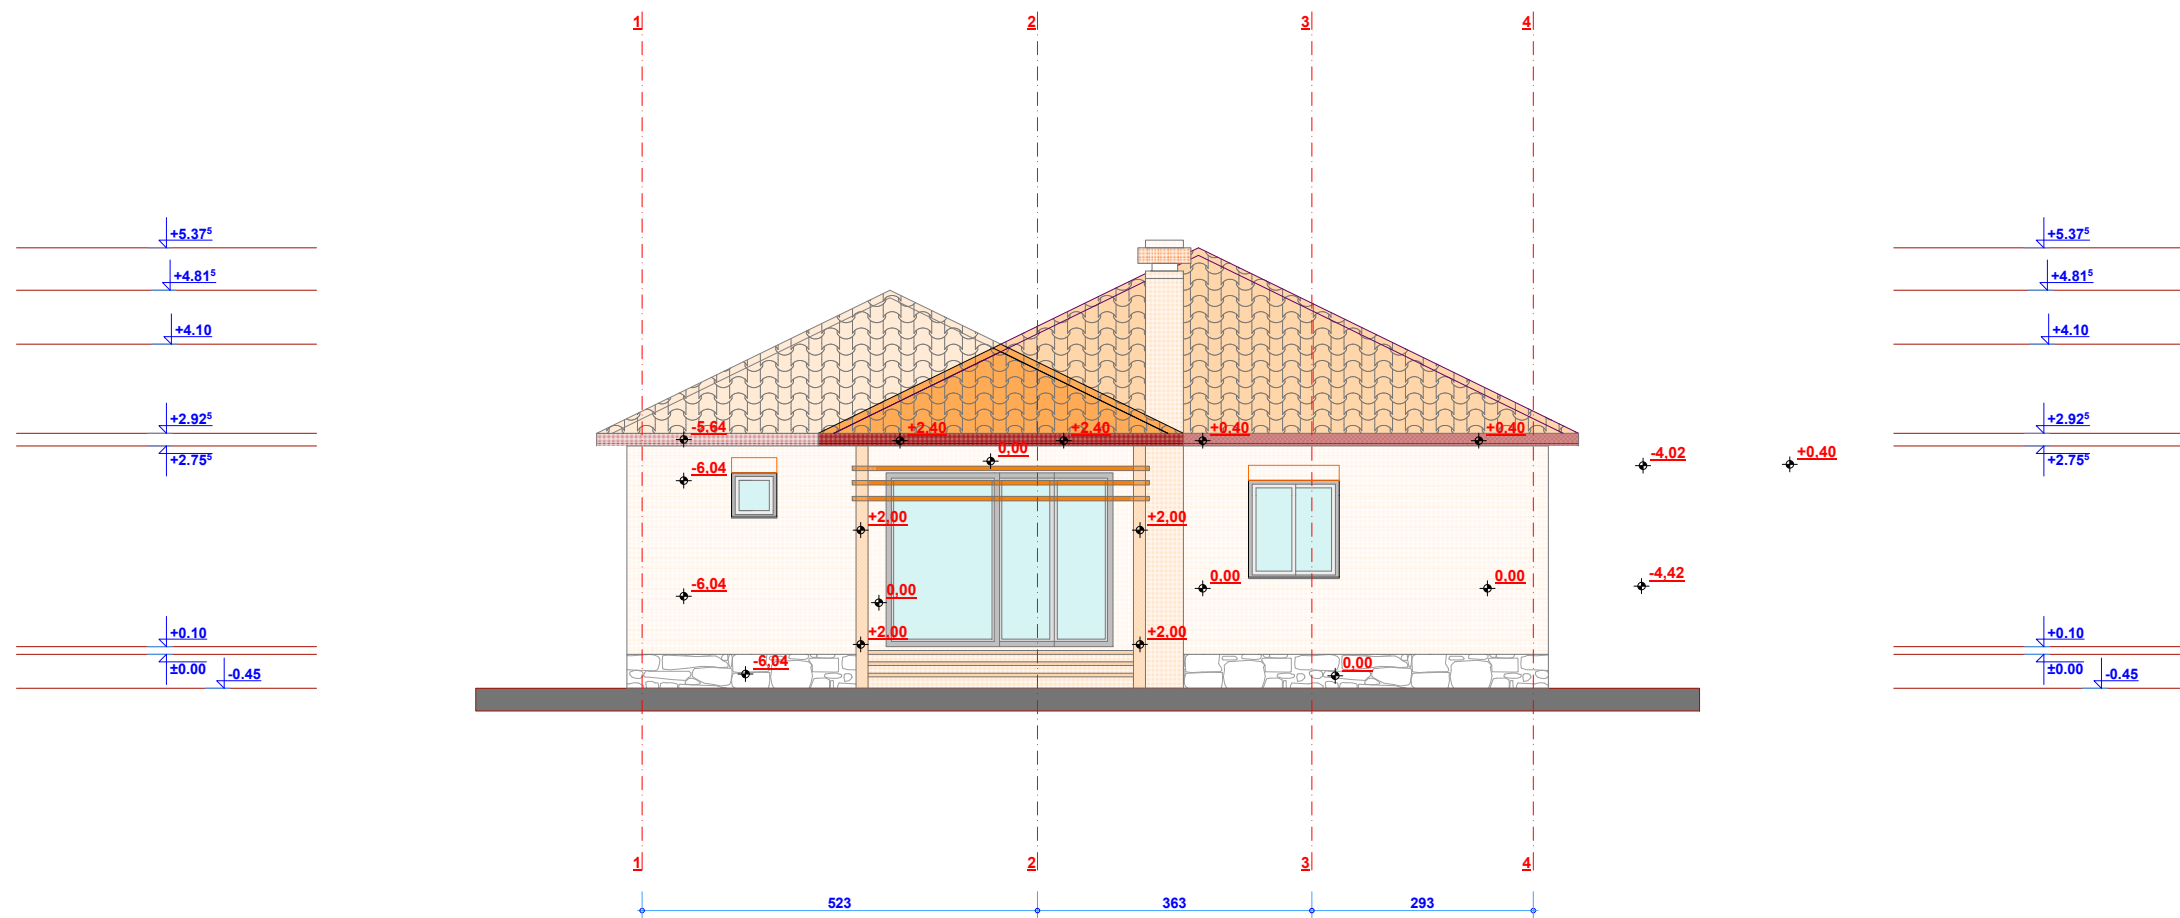 1 2 3 4
+5.37⁵ +5.37⁵
+4.81⁵ +4.81⁵
+4.10 +4.10
+2.92⁵ -5.64 +2,40 +2,40 +0,40 +0,40 +2.92⁵
+2.75⁵ 0,00 -4,02 +0,40 +2.75⁵
-6,04
+2,00 +2,00
-6,04 0,00 0,00 0,00 -4,42
+0.10 +2,00 +2,00 +0.10
±0.00 -6,04 0,00 ±0.00
-0.45 -0.45
1 2 3 4
523 363 293